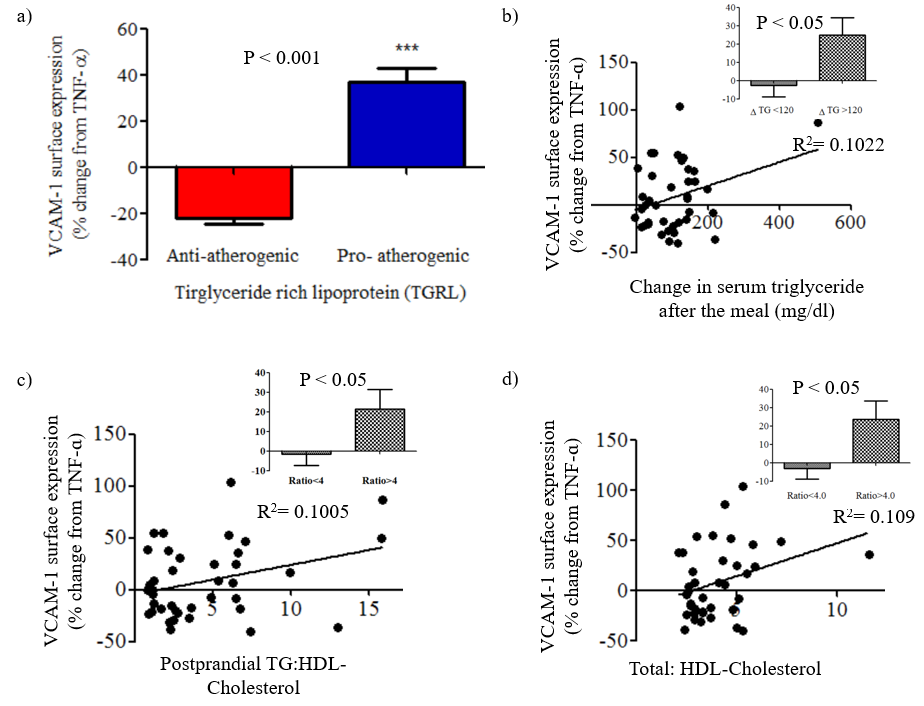 a)
VCAM-1 surface expression
(% change from TNF- α)
60
40
20
0
-20
-40
P < 0.001
***
Anti-atherogenic
Pro- atherogenic
Tirglyceride rich lipoprotein (TGRL)
b)
VCAM-1 surface expression
(% change from TNF-α)
150
100
50
0
-50
200
400
600
40
30
20
10
0
-10
P < 0.05
△ TG <120
△ TG >120
R²= 0.1022
Change in serum triglyceride
after the meal (mg/dl)
c)
VCAM-1 surface expression
(% change from TNF-α)
150
100
50
0
-50
5
10
15
40
30
20
10
0
-10
P < 0.05
Ratio<4
Ratio>4
R²= 0.1005
Postprandial TG:HDL-
Cholesterol
d)
VCAM-1 surface expression
(% change from TNF-α)
150
100
50
0
-50
5
10
40
30
20
10
0
-10
P < 0.05
Ratio<4.0
Ratio>4.0
R²= 0.109
Total: HDL-Cholesterol